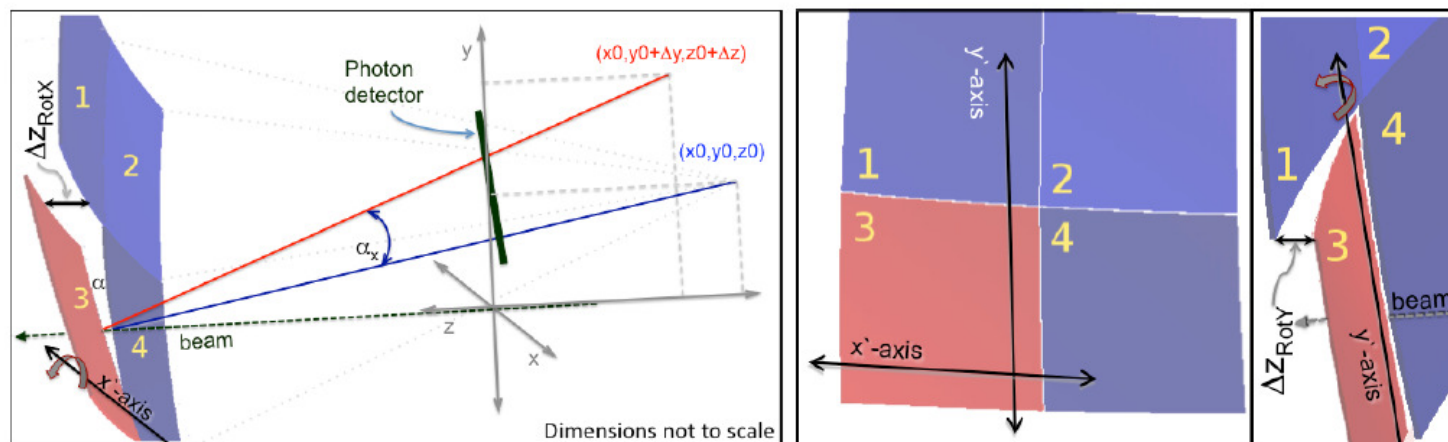 1
2
3
4
ΔzRotX
Photon
detector
y
(x0,y0+Δy,z0+Δz)
(x0,y0,z0)
αx
α
z
x
beam
x`-axis
Dimensions not to scale
1
2
3
4
y`-axis
x`-axis
1
2
3
4
ΔzRotY
beam
y`-axis